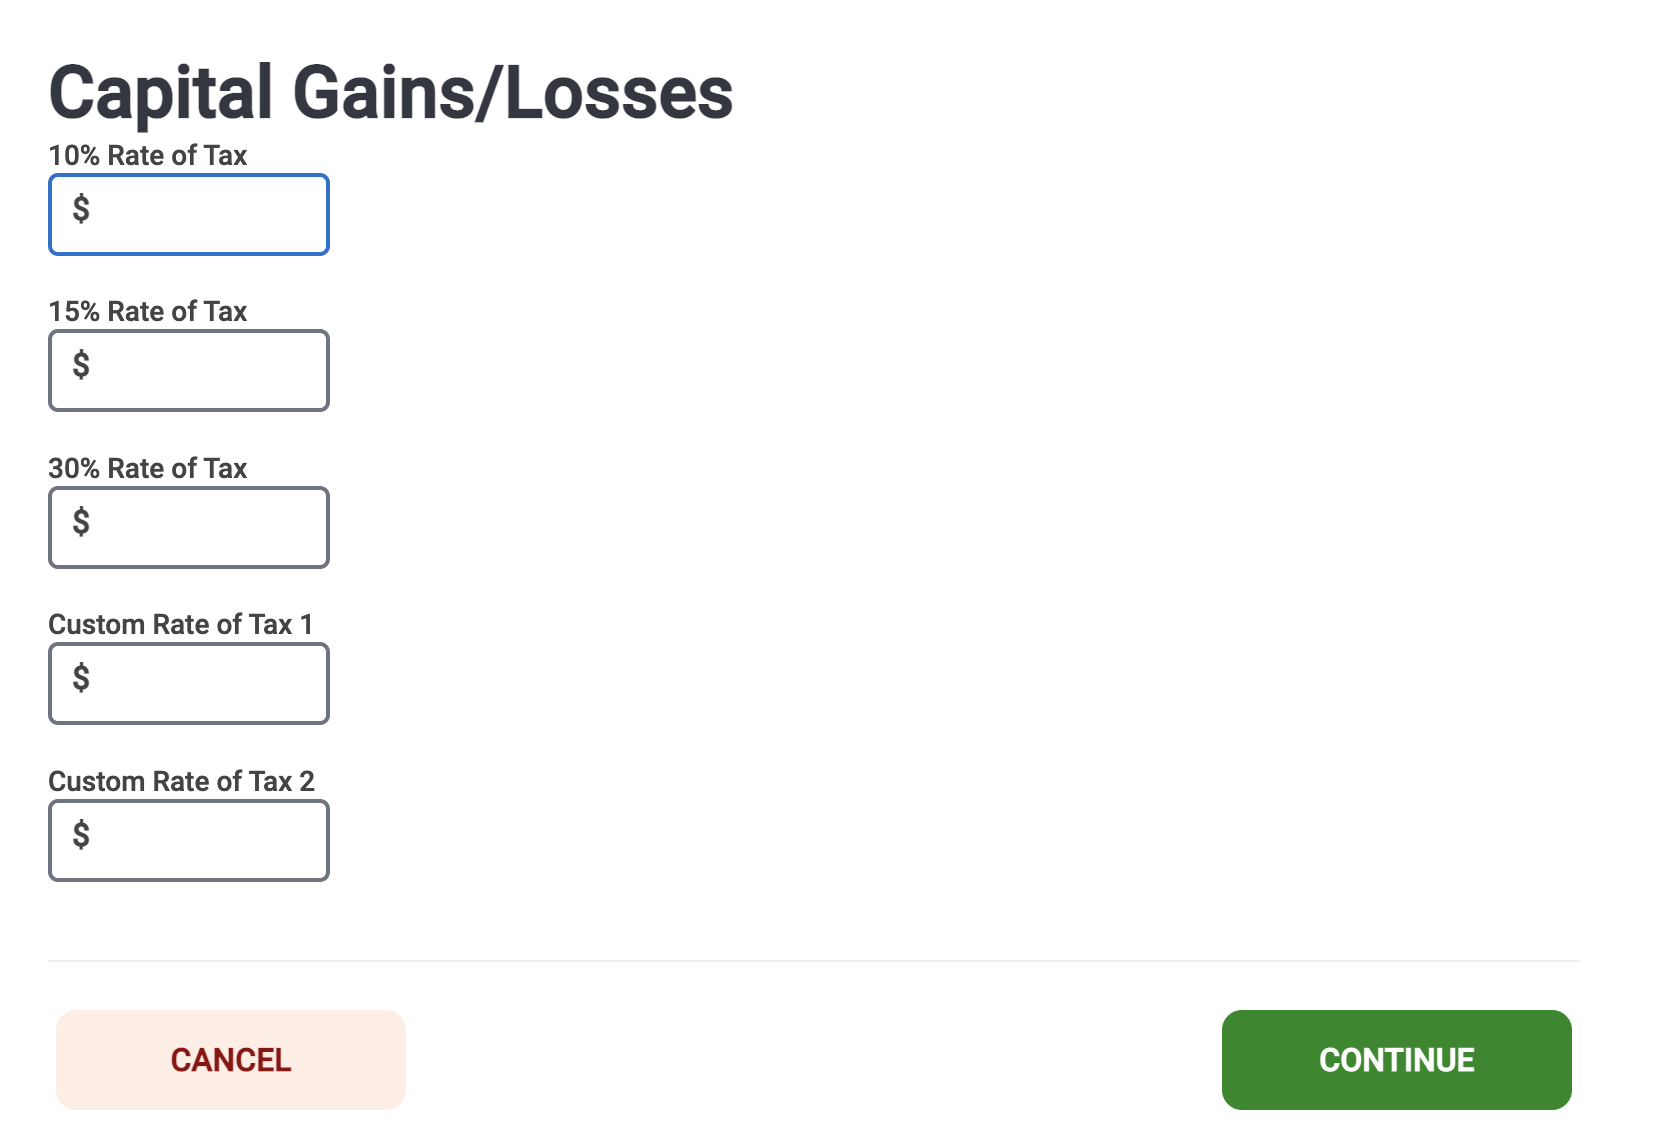 Capital Gains/Losses
10% Rate of Tax
$
15% Rate of Tax
$
30% Rate of Tax
$
Custom Rate of Tax 1
$
Custom Rate of Tax 2
$
CANCEL
CONTINUE